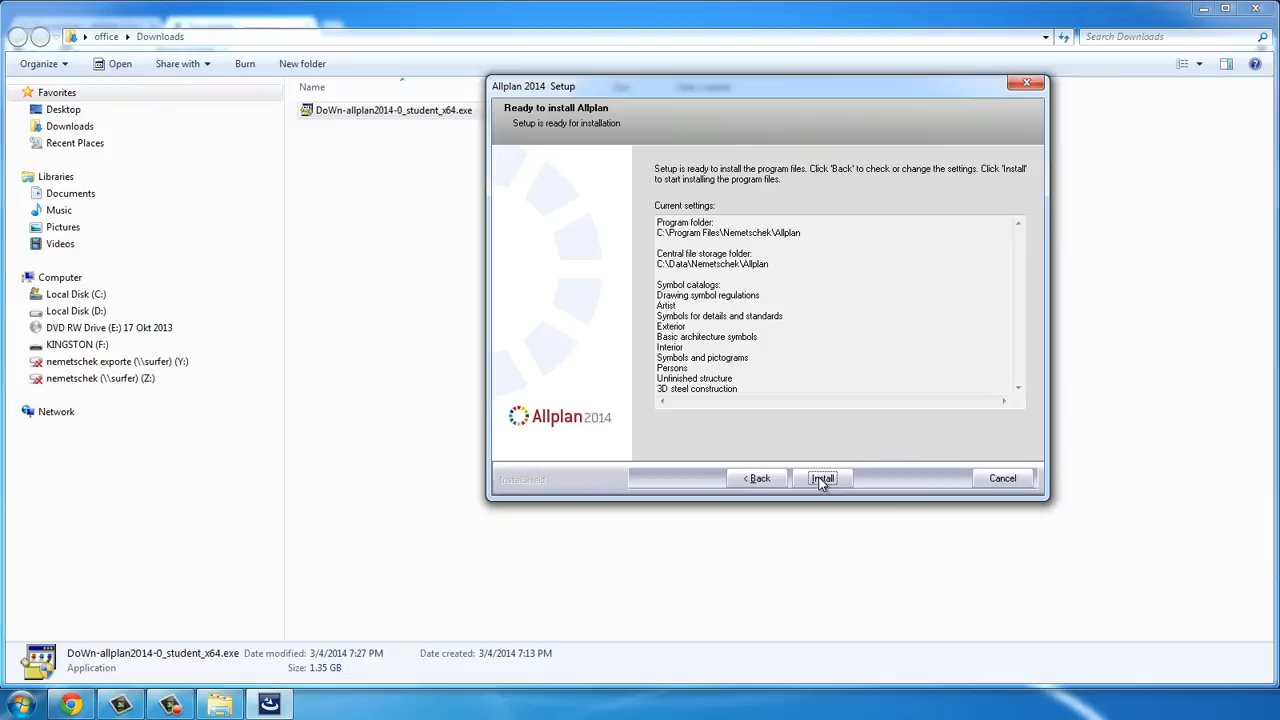 office
Downloads
Search Downloads
Organize
Open
Share with
Burn
New folder
Favorites
Desktop
Downloads
Recent Places
Libraries
Documents
Music
Pictures
Videos
Computer
Local Disk (C:)
Local Disk (D:)
DVD RW Drive (E:) 17 Okt 2013
KINGSTON (F:)
nemetschek exporte (\\surfer) (Y:)
nemetschek (\\surfer) (Z:)
Network
Name
DoWn-allplan2014-0_student_x64.exe
Allplan 2014 Setup
Ready to install Allplan
Setup is ready for installation
Setup is ready to install the program files. Click 'Back' to check or change the settings. Click 'Install'
to start installing the program files.
Current settings:
Program folder:
C:\Program Files\Nemetschek\Allplan
Central file storage folder:
C:\Data\Nemetschek\Allplan
Symbol catalogs:
Drawing symbol regulations
Artist
Symbols for details and standards
Exterior
Basic architecture symbols
Interior
Symbols and pictograms
Persons
Unfinished structure
3D steel construction
Allplan 2014
InstallShield
< Back
Install
Cancel
DoWn-allplan2014-0_student_x64.exe Date modified: 3/4/2014 7:27 PM Date created: 3/4/2014 7:13 PM
Application Size: 1.35 GB